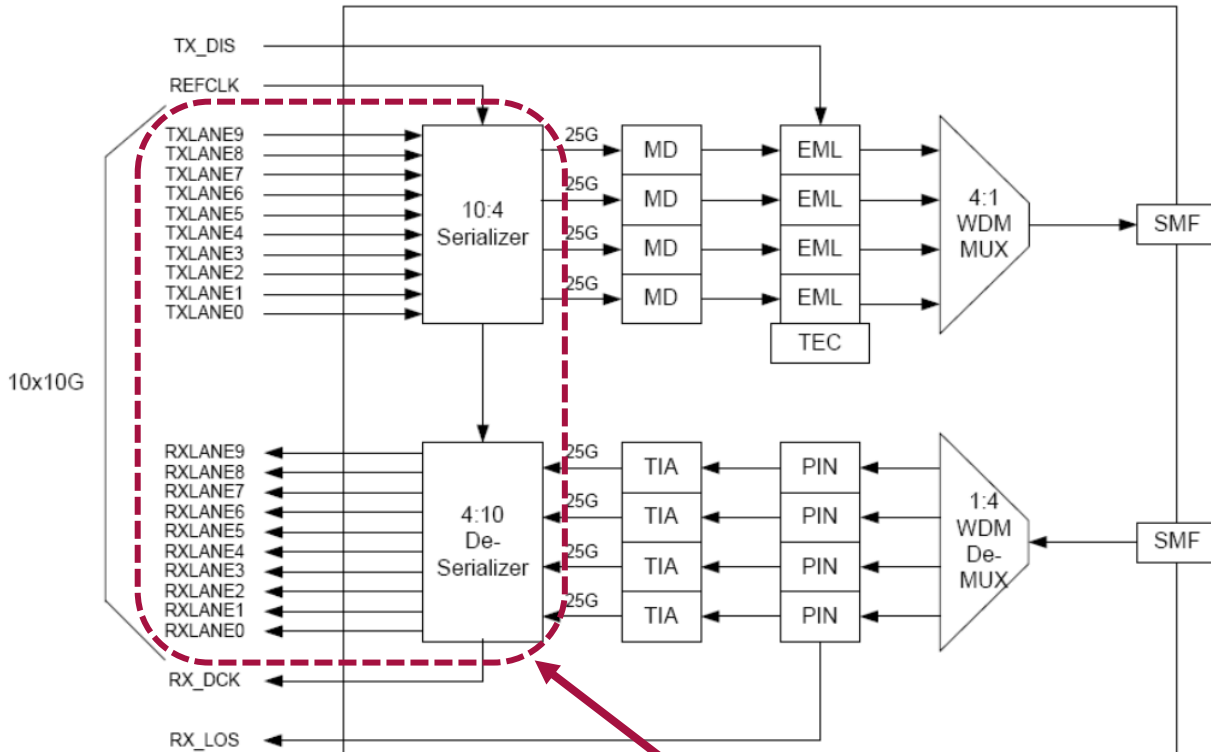 TX_DIS
REFCLK
TXLANE9
TXLANE8
TXLANE7
TXLANE6
TXLANE5
TXLANE4
TXLANE3
TXLANE2
TXLANE1
TXLANE0
10:4
Serializer
25G
25G
25G
25G
MD
MD
MD
MD
EML
EML
EML
EML
TEC
4:1
WDM
MUX
SMF
10x10G
RXLANE9
RXLANE8
RXLANE7
RXLANE6
RXLANE5
RXLANE4
RXLANE3
RXLANE2
RXLANE1
RXLANE0
4:10
De-
Serializer
25G
25G
25G
25G
TIA
TIA
TIA
TIA
PIN
PIN
PIN
PIN
1:4
WDM
De-
MUX
SMF
RX_DCK
RX_LOS